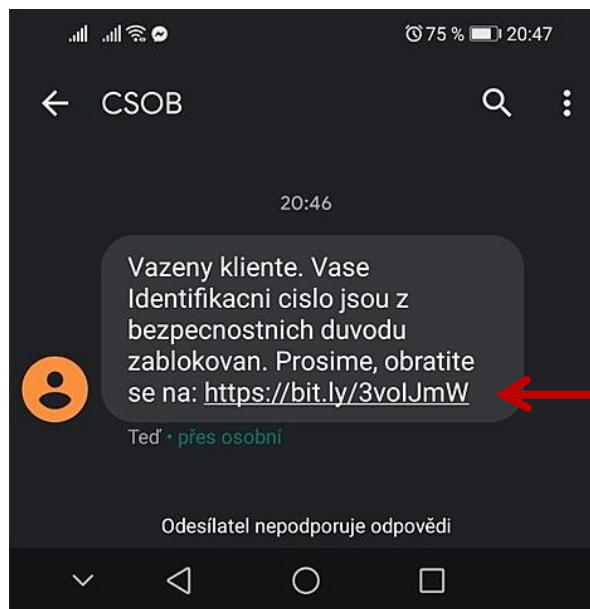 75 % 20:47
CSOB
20:46
Vazeny kliente. Vase
Identifikacni cislo jsou z
bezpecnostnich duvodu
zablokovan. Prosime, obratite
se na: https://bit.ly/3voIJmW
Teď • přes osobní
Odesílatel nepodporuje odpovědi